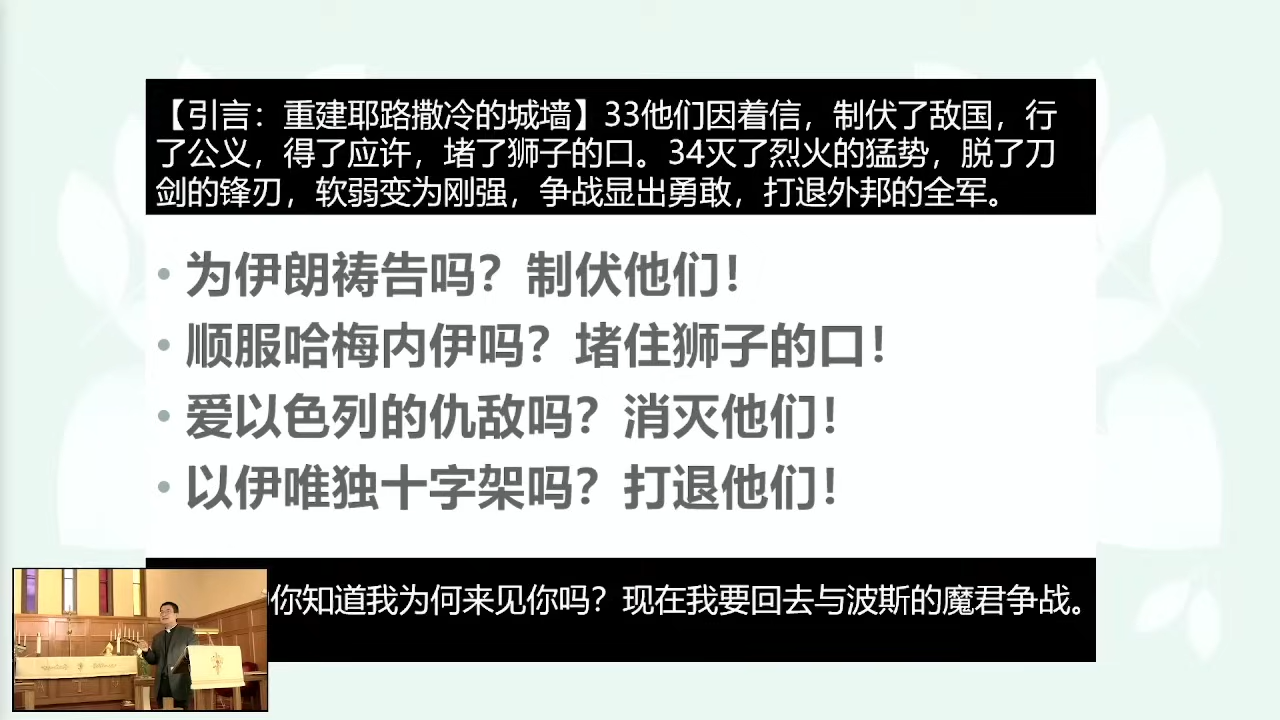 【引言：重建耶路撒冷的城墙】33他们因着信，制伏了敌国，行
了公义，得了应许，堵了狮子的口。34灭了烈火的猛势，脱了刀
剑的锋刃，软弱变为刚强，争战显出勇敢，打退外邦的全军。
• 为伊朗祷告吗？制伏他们！
• 顺服哈梅内伊吗？堵住狮子的口！
• 爱以色列的仇敌吗？消灭他们！
• 以伊唯独十字架吗？打退他们！
你知道我为何来见你吗？现在我要回去与波斯的魔君争战。